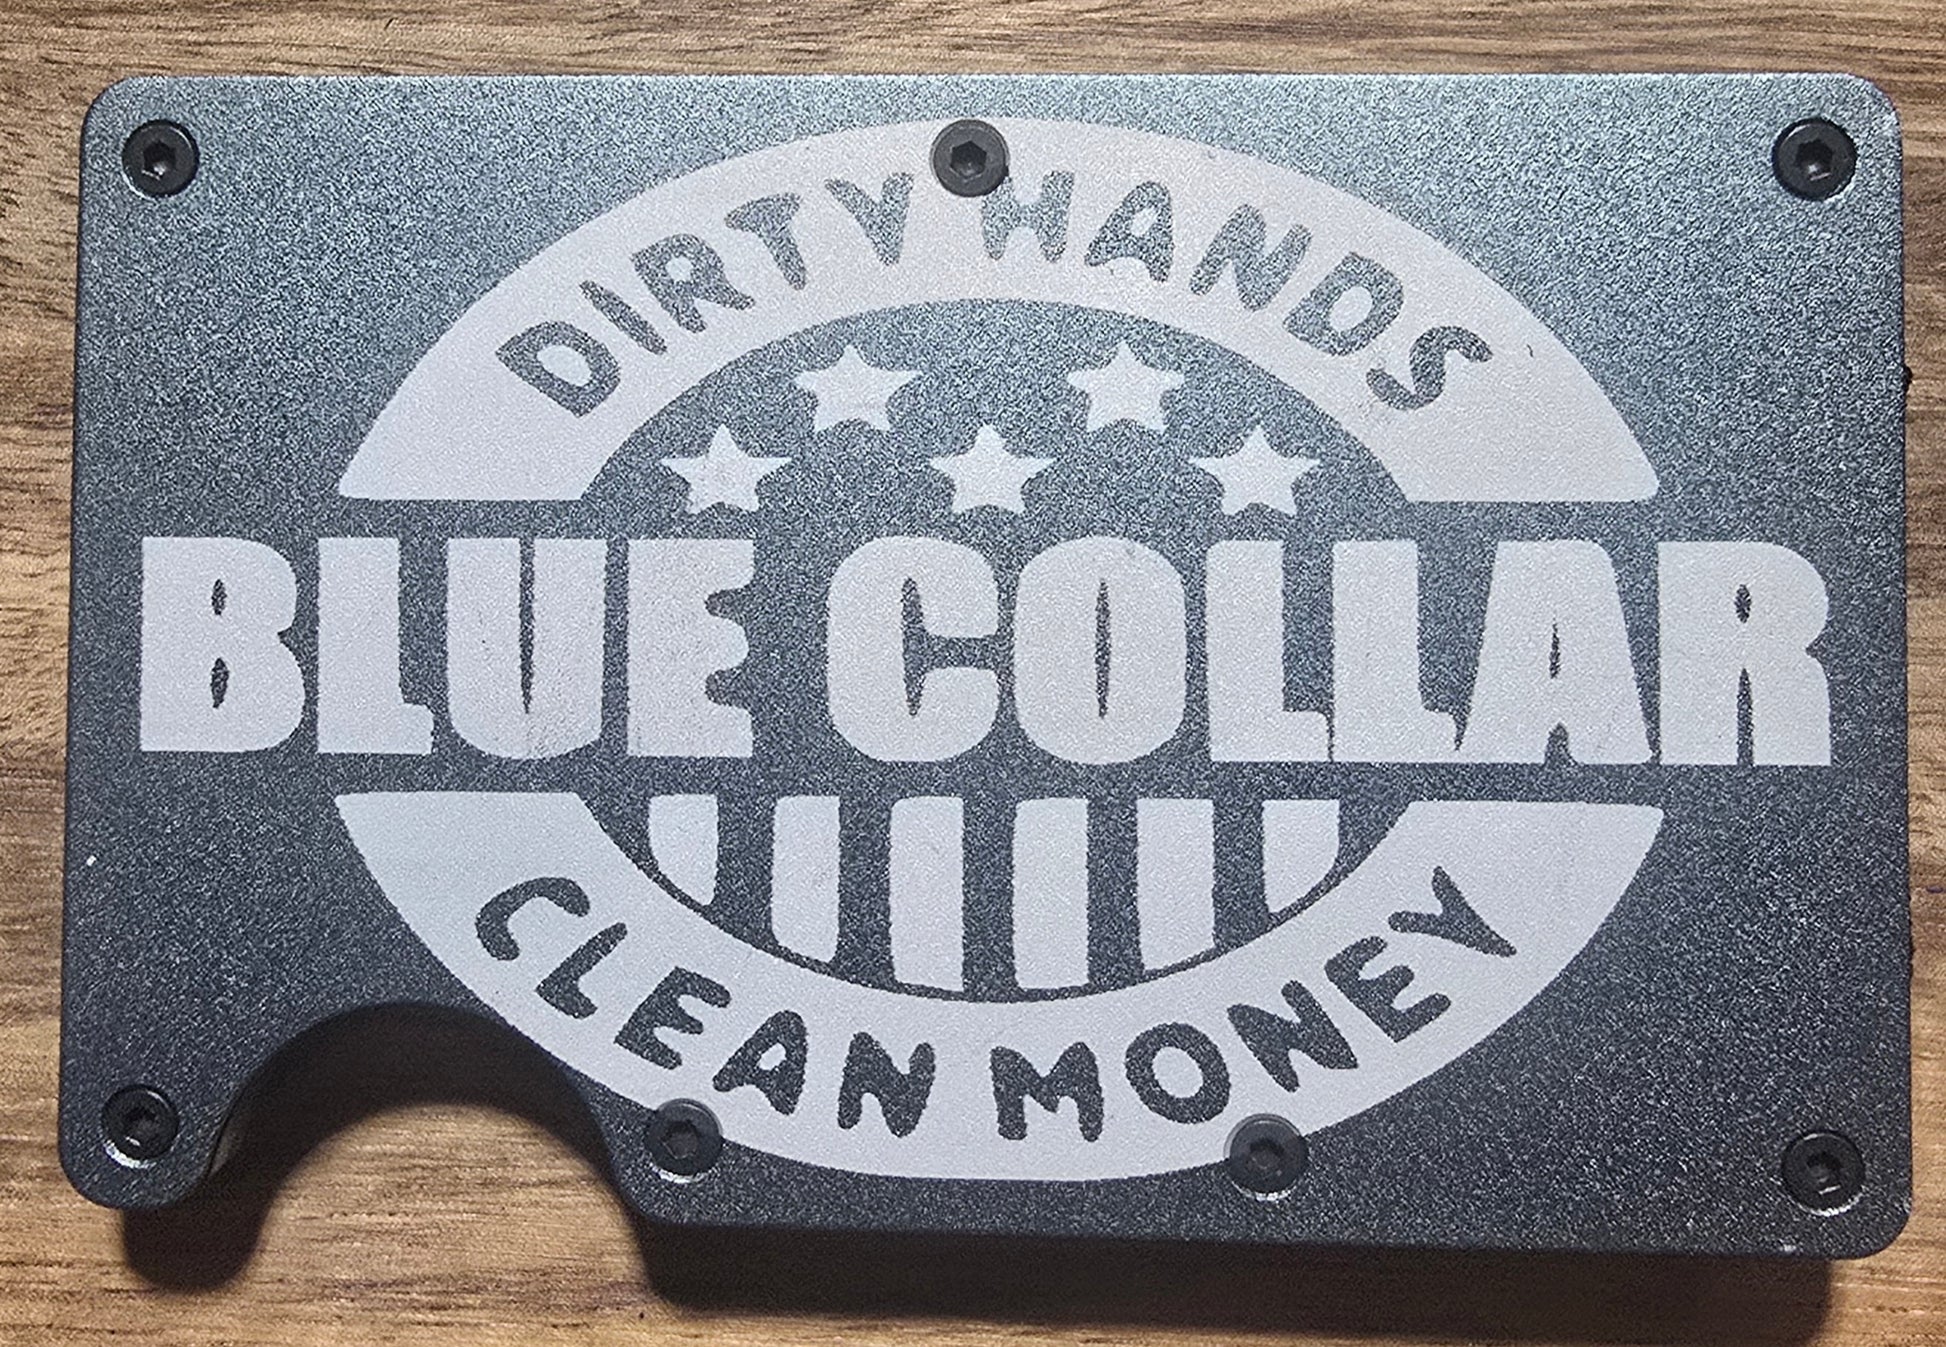 DIRTY HANDS
BLUE COLLAR
CLEAN MONEY